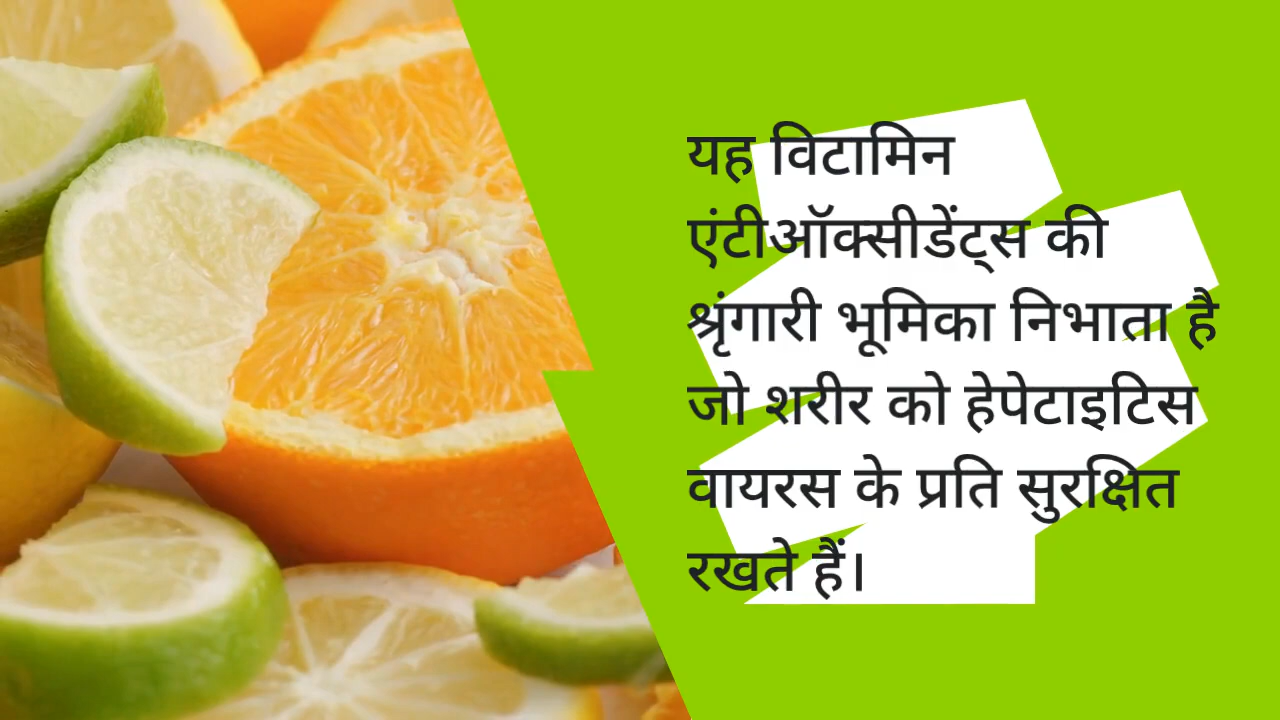 यह विटामिन
एंटीऑक्सीडेंट्स की
श्रृंगारी भूमिका निभाता है
जो शरीर को हेपेटाइटिस
वायरस के प्रति सुरक्षित
रखते हैं।